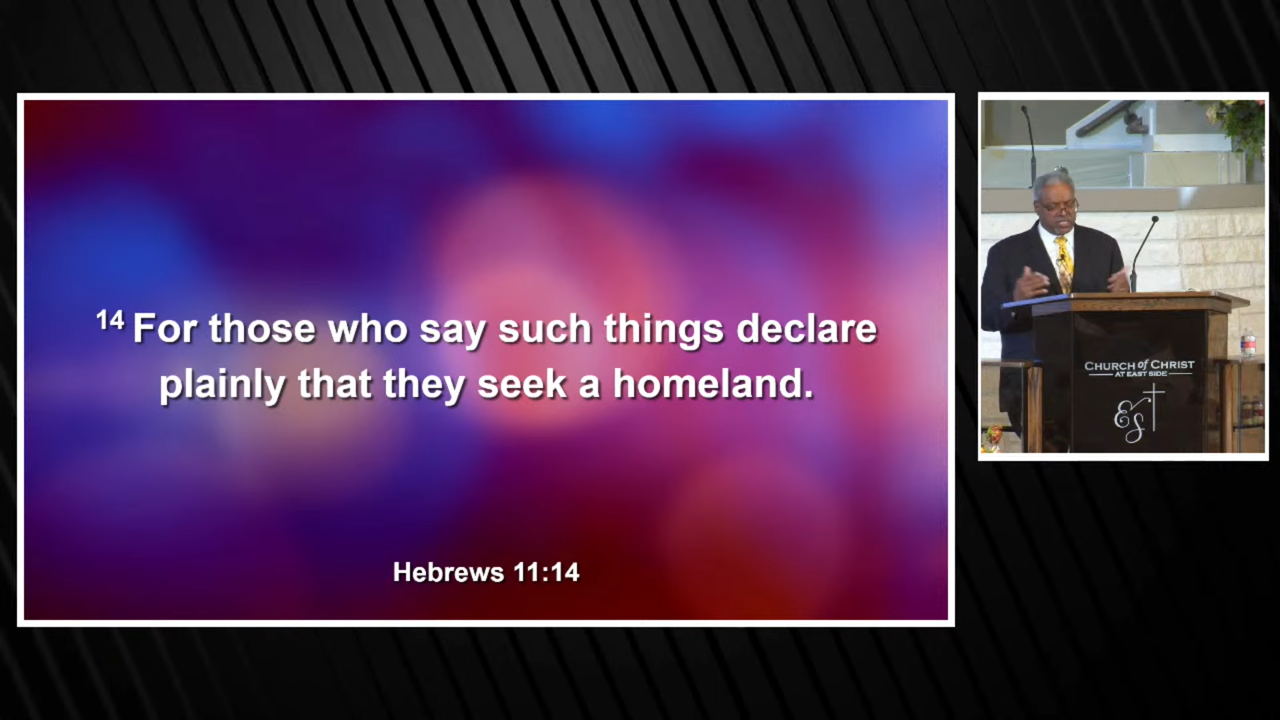 14 For those who say such things declare
plainly that they seek a homeland.
Hebrews 11:14
CHURCH of CHRIST
AT EAST SIDE